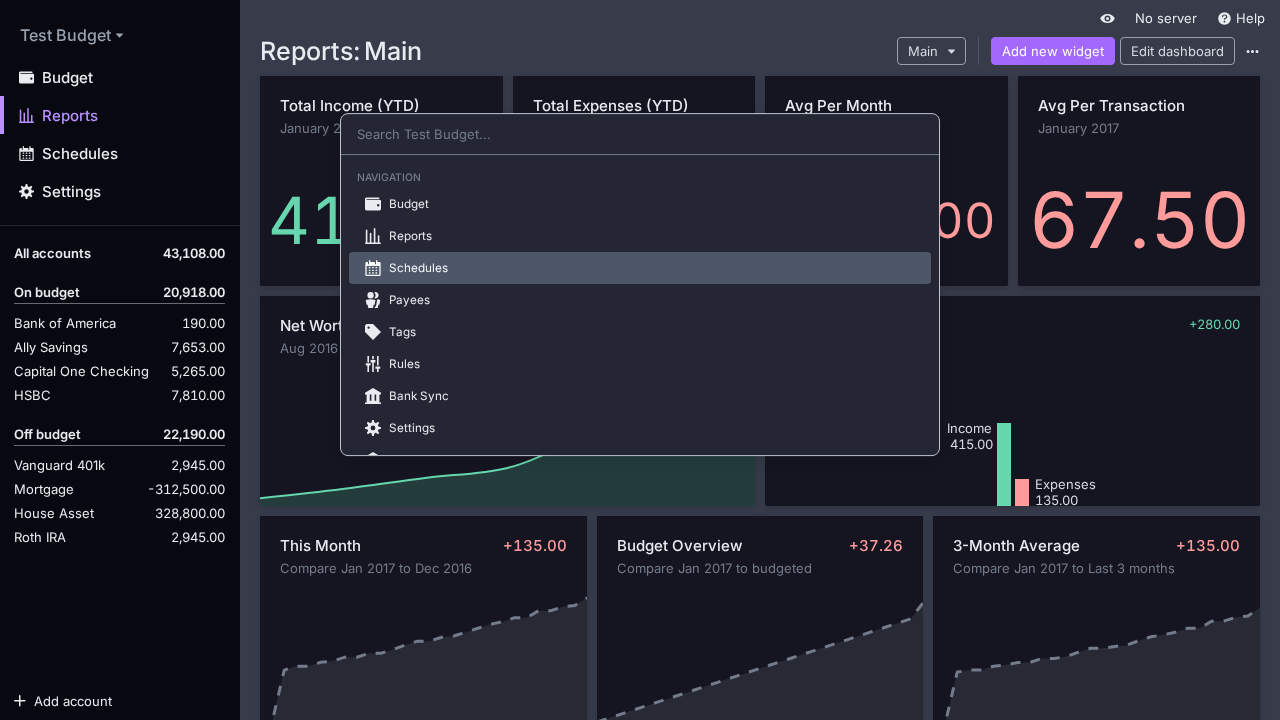 Test Budget
Budget
Reports
Schedules
Settings
All accounts 43,108.00
On budget 20,918.00
Bank of America 190.00
Ally Savings 7,653.00
Capital One Checking 5,265.00
HSBC 7,810.00
Off budget 22,190.00
Vanguard 401k 2,945.00
Mortgage -312,500.00
House Asset 328,800.00
Roth IRA 2,945.00
Add account
No server
Help
Reports: Main
Main
Add new widget
Edit dashboard
Total Income (YTD)
January 2
41
Total Expenses (YTD)
Avg Per Month
00
Avg Per Transaction
January 2017
67.50
Search Test Budget...
NAVIGATION
Budget
Reports
Schedules
Payees
Tags
Rules
Bank Sync
Settings
Net Wort
Aug 2016
+280.00
Income
415.00
Expenses
135.00
This Month +135.00
Compare Jan 2017 to Dec 2016
Budget Overview +37.26
Compare Jan 2017 to budgeted
3-Month Average +135.00
Compare Jan 2017 to Last 3 months